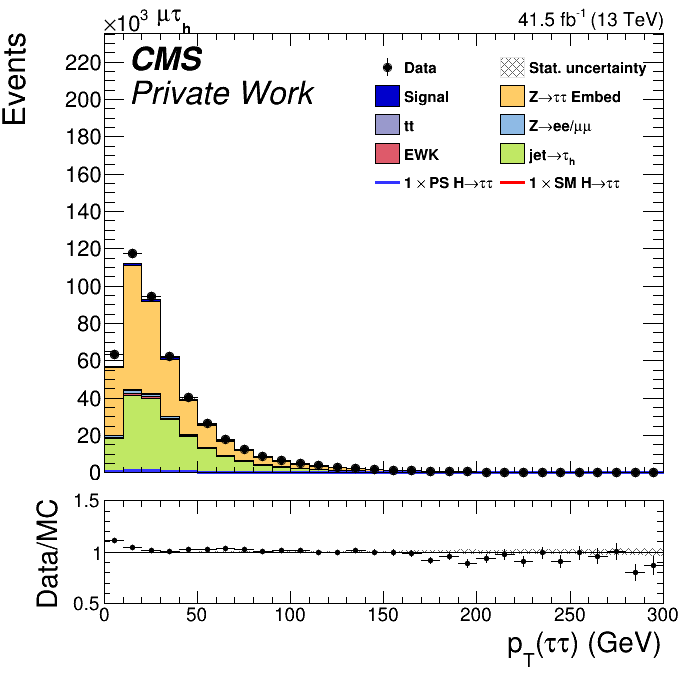 ×10³ μτₕ 41.5 fb⁻¹ (13 TeV)
CMS
Private Work
Data
Stat. uncertainty
Signal
Z→ττ Embed
tt
Z→ee/μμ
EWK
jet→τₕ
1 × PS H→ττ
1 × SM H→ττ
Events
220
200
180
160
140
120
100
80
60
40
20
0
Data/MC
1.5
1
0.5
0 50 100 150 200 250 300
p_T(ττ) (GeV)